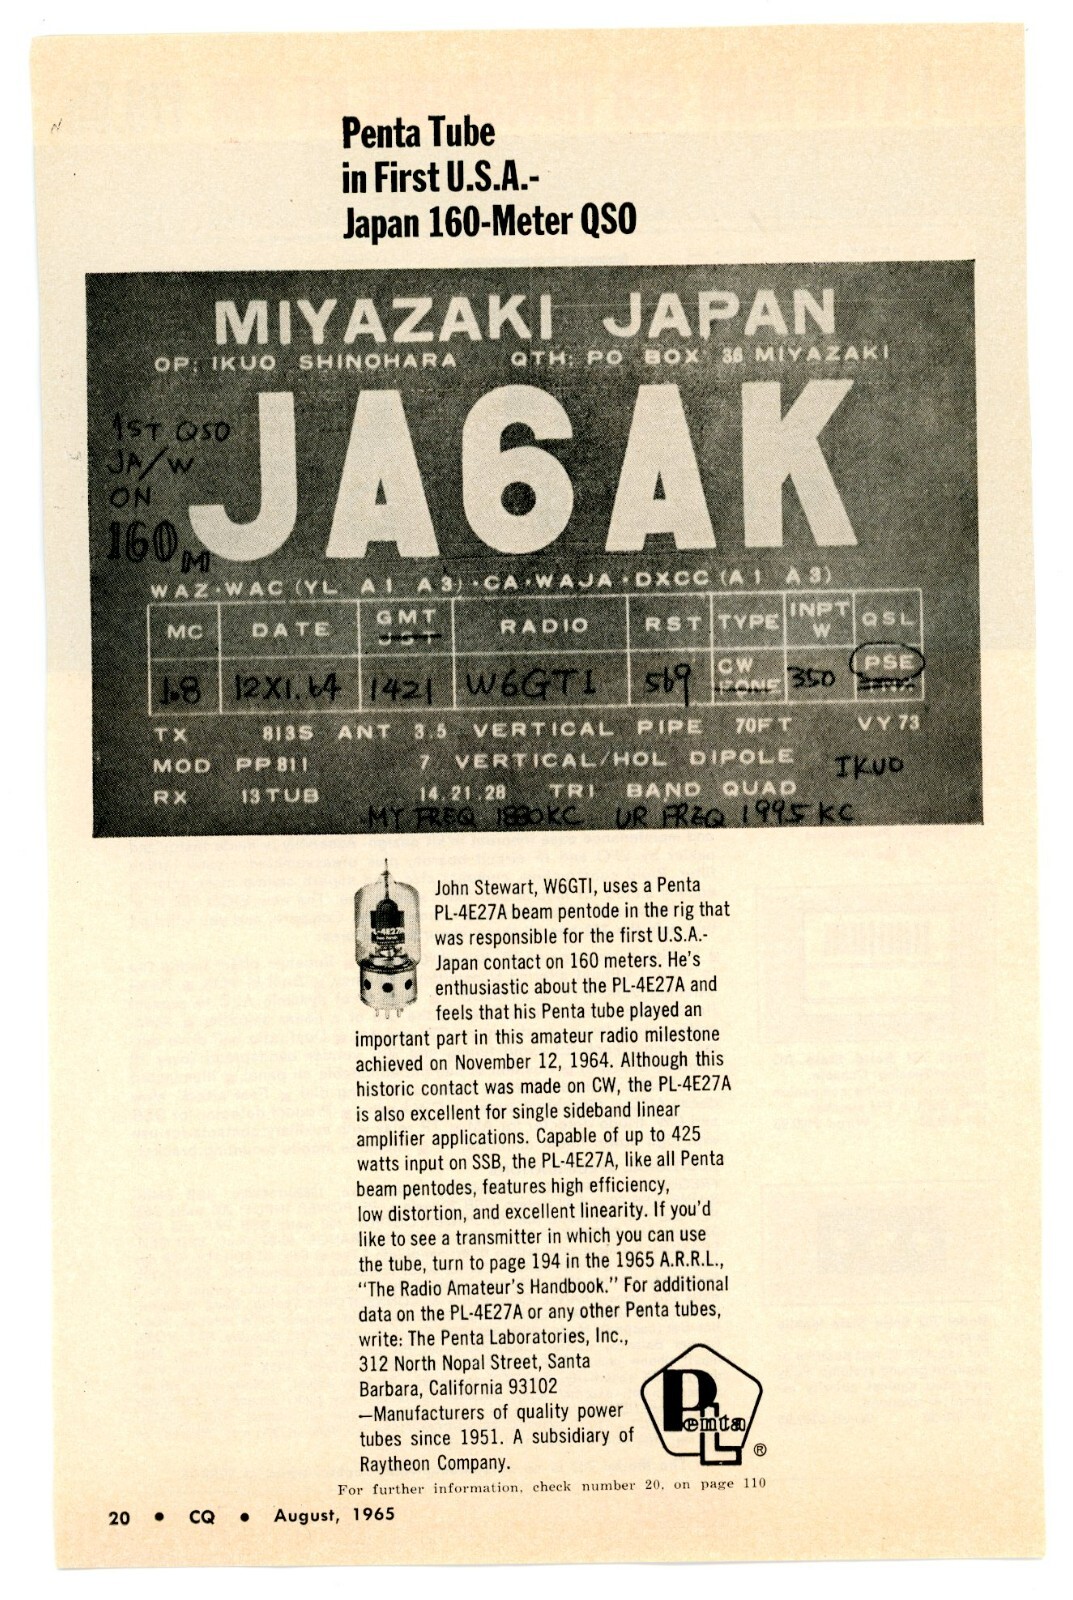 Penta Tube
in First U.S.A.-
Japan 160-Meter QSO
MIYAZAKI JAPAN
OP: IKUO SHINOHARA QTH: PO BOX 36 MIYAZAKI
JA6AK
1ST QSO
JA/W
ON
160M
WAZ·WAC (YL A1 A3)·CA·WAJA·DXCC (A1 A3)
MC DATE GMT JST RADIO RST TYPE INPT W QSL
1.8 12XI.64 1421 W6GTI 569 CW FONE 350 PSE
TX 813S ANT 3.5 VERTICAL PIPE 70FT VY 73
MOD PP811 7 VERTICAL/HOL DIPOLE IKUO
RX 13TUB 14.21.28 TRI BAND QUAD
MY FREQ 1880KC UR FREQ 1995 KC
John Stewart, W6GTI, uses a Penta
PL-4E27A beam pentode in the rig that
was responsible for the first U.S.A.-
Japan contact on 160 meters. He's
enthusiastic about the PL-4E27A and
feels that his Penta tube played an
important part in this amateur radio milestone
achieved on November 12, 1964. Although this
historic contact was made on CW, the PL-4E27A
is also excellent for single sideband linear
amplifier applications. Capable of up to 425
watts input on SSB, the PL-4E27A, like all Penta
beam pentodes, features high efficiency,
low distortion, and excellent linearity. If you'd
like to see a transmitter in which you can use
the tube, turn to page 194 in the 1965 A.R.R.L.,
"The Radio Amateur's Handbook." For additional
data on the PL-4E27A or any other Penta tubes,
write: The Penta Laboratories, Inc.,
312 North Nopal Street, Santa
Barbara, California 93102
—Manufacturers of quality power
tubes since 1951. A subsidiary of
Raytheon Company.
Penta L ®
For further information, check number 20, on page 110
20 • CQ • August, 1965